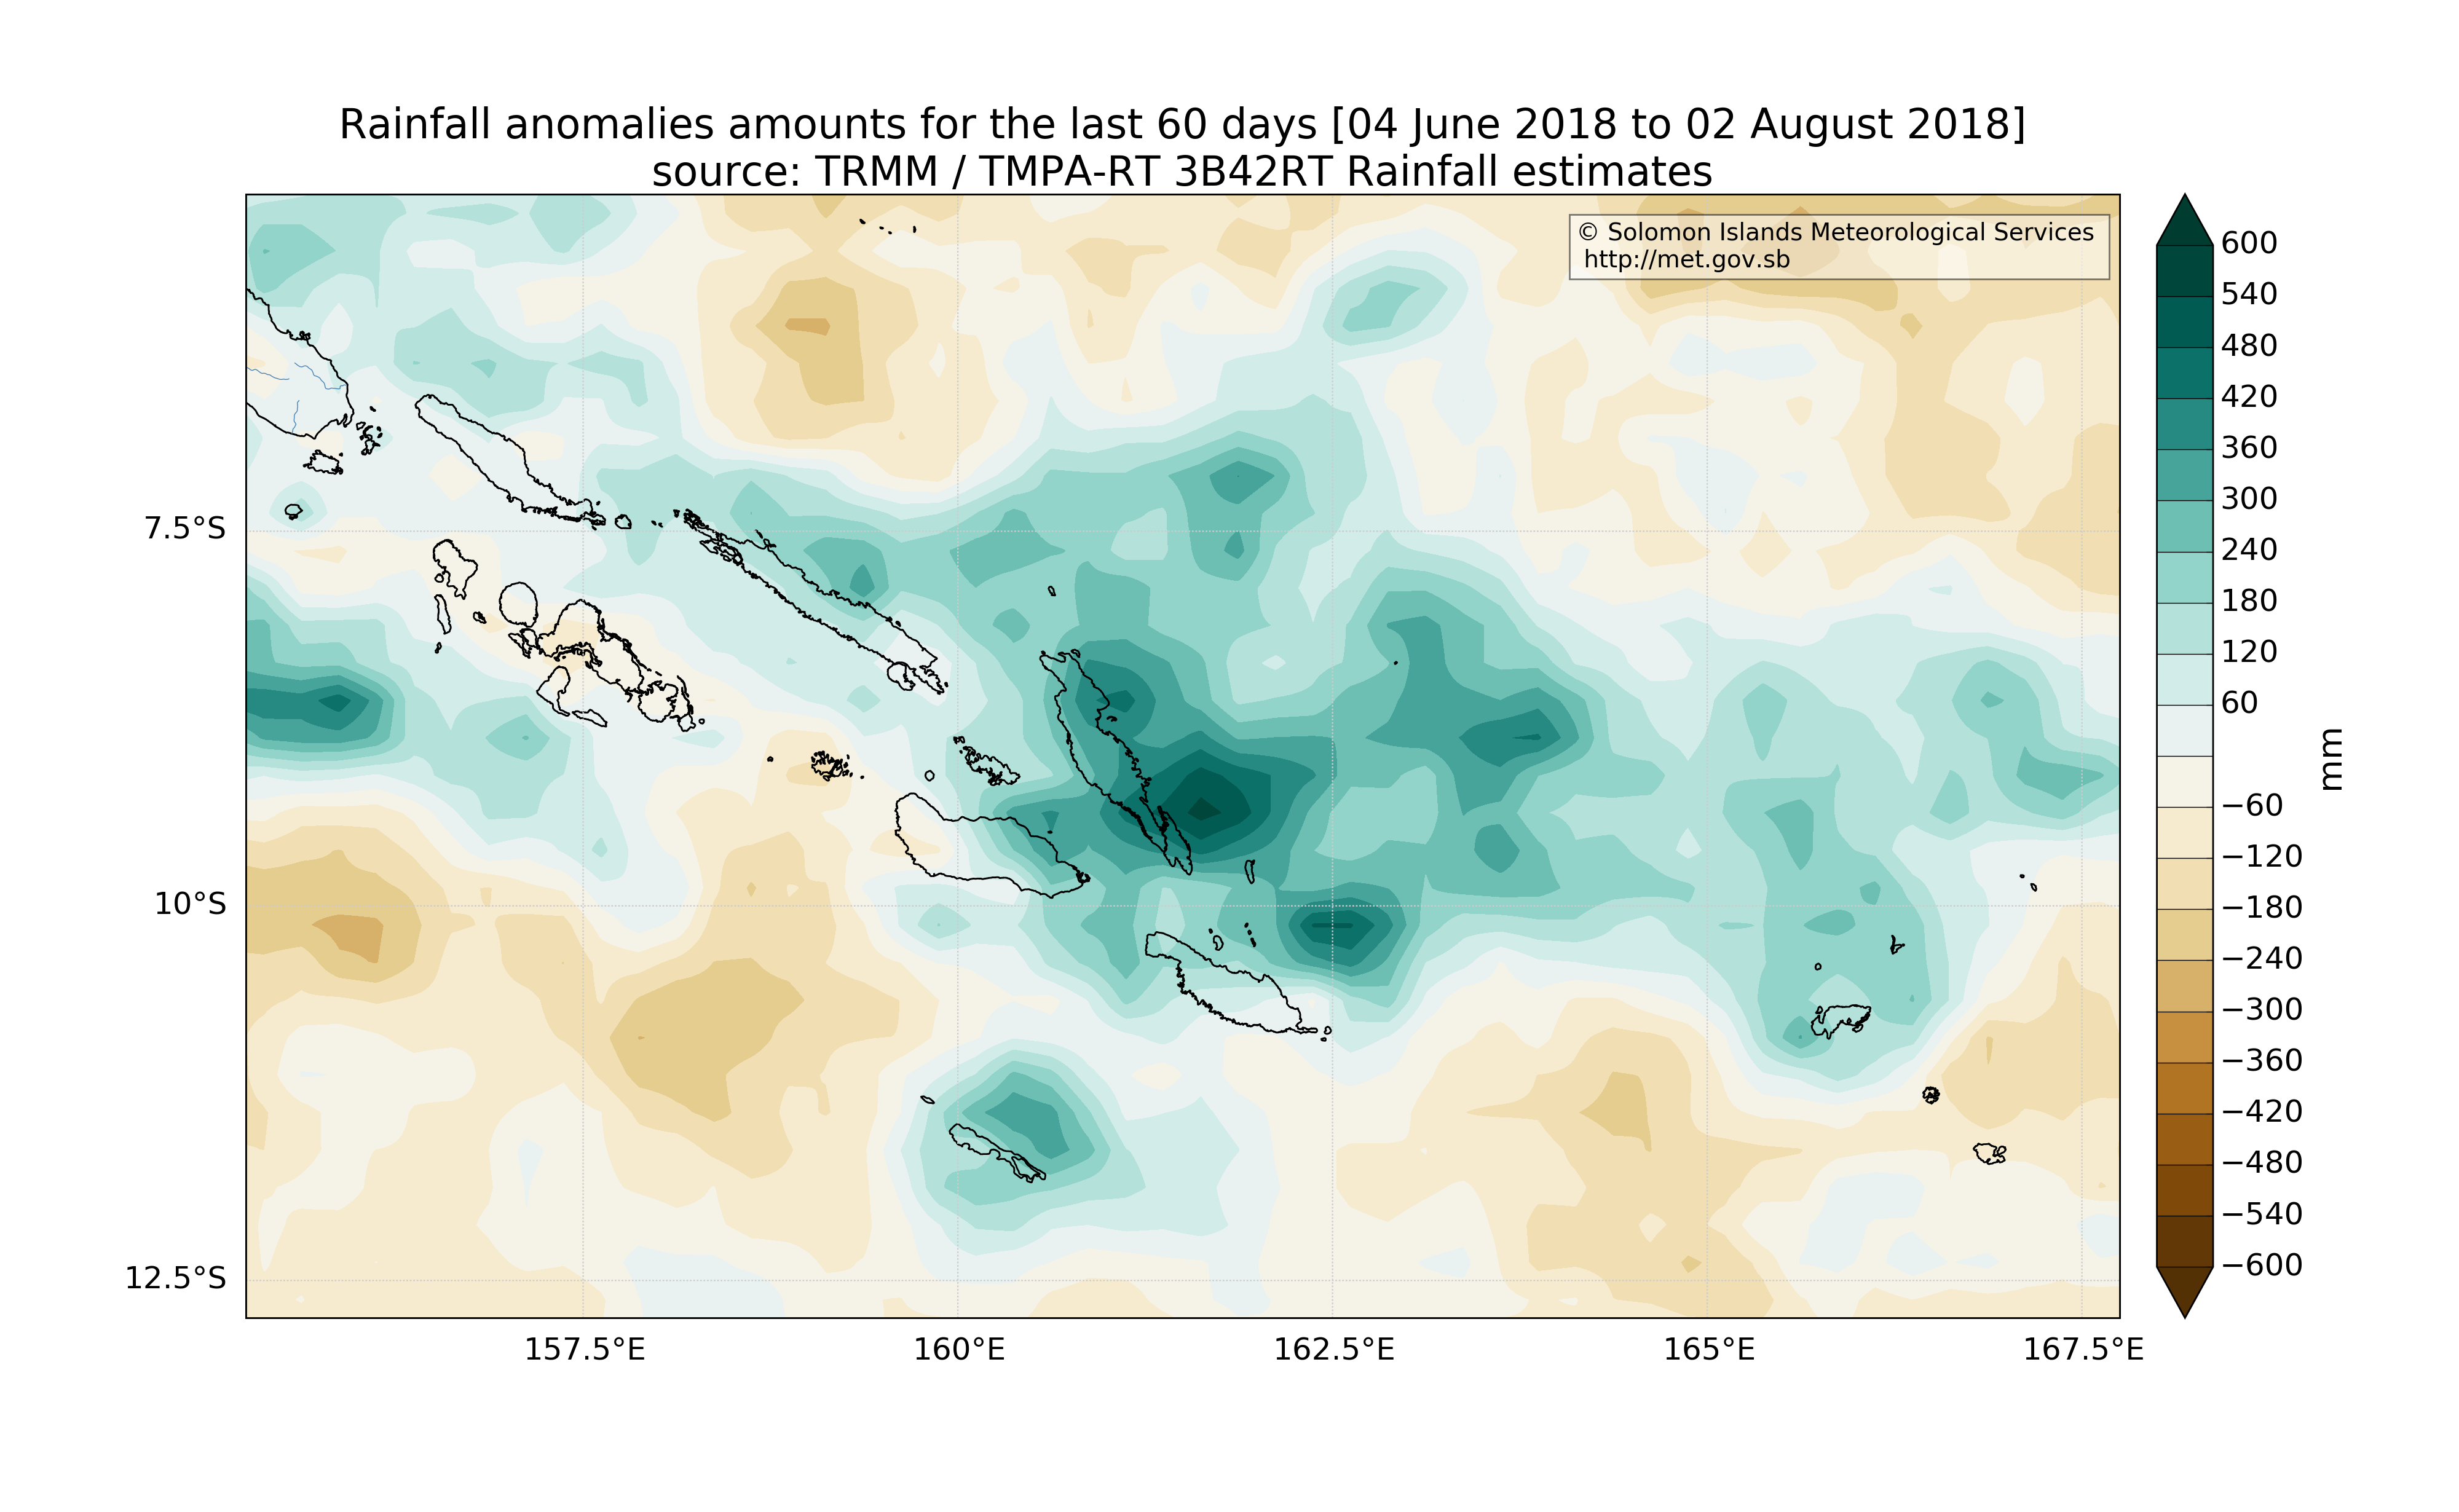 Rainfall anomalies amounts for the last 60 days [04 June 2018 to 02 August 2018]
source: TRMM / TMPA-RT 3B42RT Rainfall estimates
© Solomon Islands Meteorological Services
http://met.gov.sb
7.5°S
10°S
12.5°S
157.5°E
160°E
162.5°E
165°E
167.5°E
600
540
480
420
360
300
240
180
120
60
−60
−120
−180
−240
−300
−360
−420
−480
−540
−600
mm